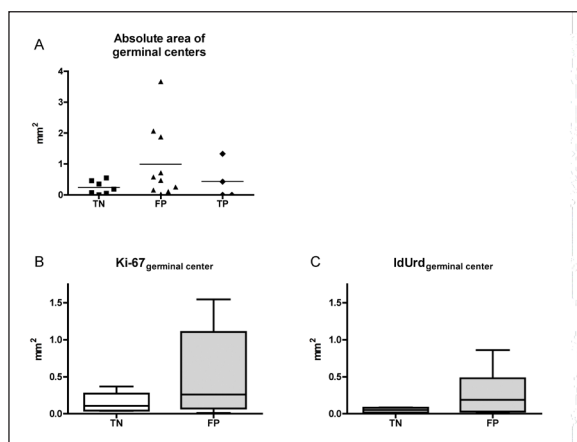 A
Absolute area of
germinal centers
4
3
2
1
0
mm²
TN FP TP
B
Ki-67germinal center
1.5
1.0
0.5
0.0
mm²
TN FP
C
IdUrdgerminal center
1.5
1.0
0.5
0.0
mm²
TN FP